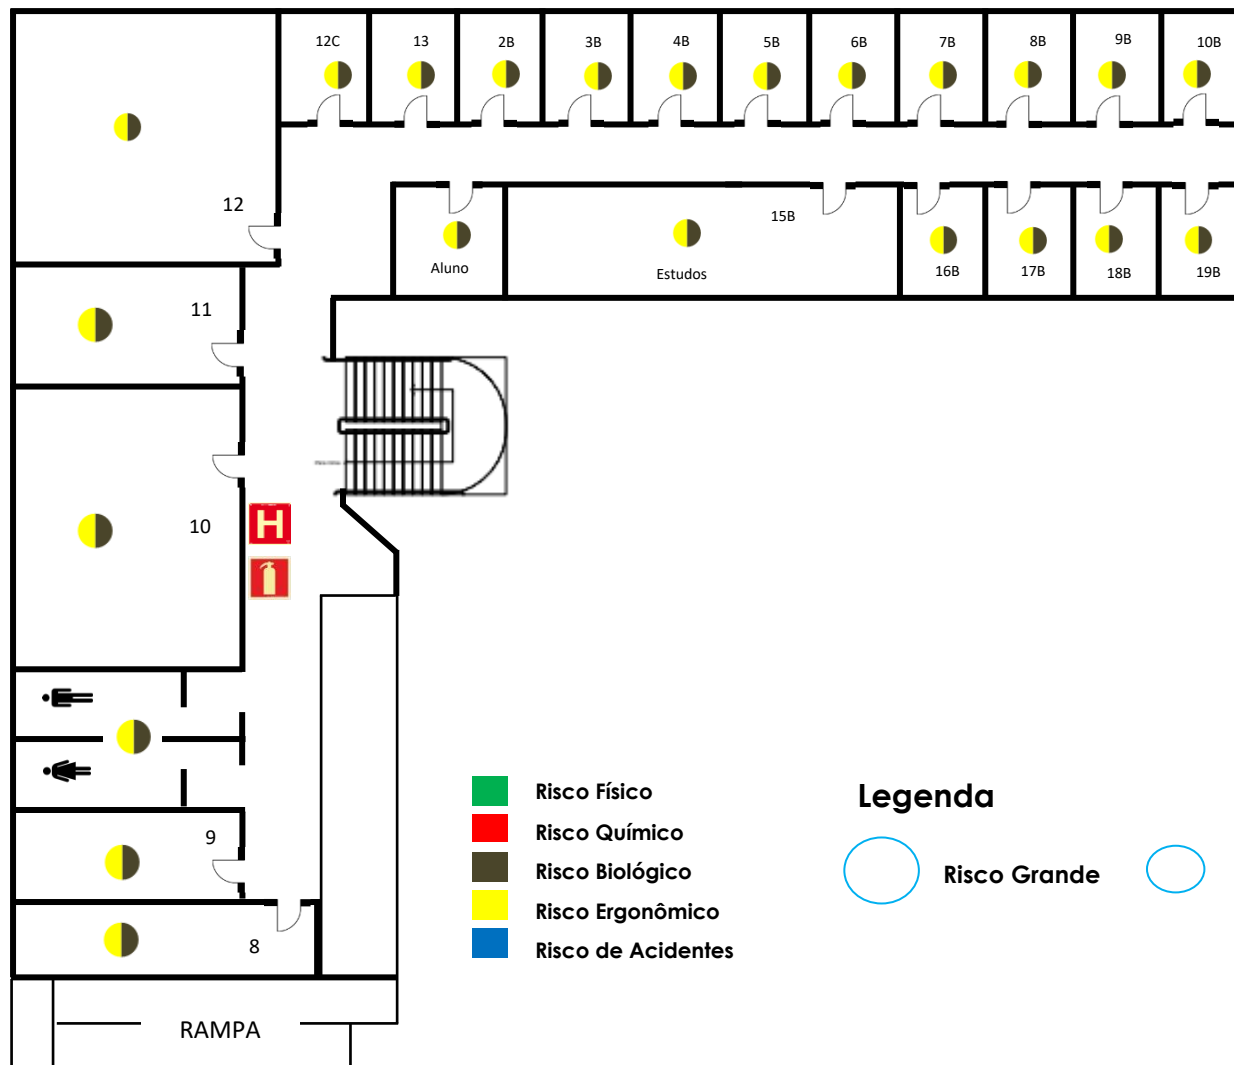 12C
13
2B
3B
4B
5B
6B
7B
8B
9B
10B
12
15B
Aluno
Estudos
16B
17B
18B
19B
11
10
H
9
8
RAMPA
Risco Físico
Risco Químico
Risco Biológico
Risco Ergonômico
Risco de Acidentes
Legenda
Risco Grande